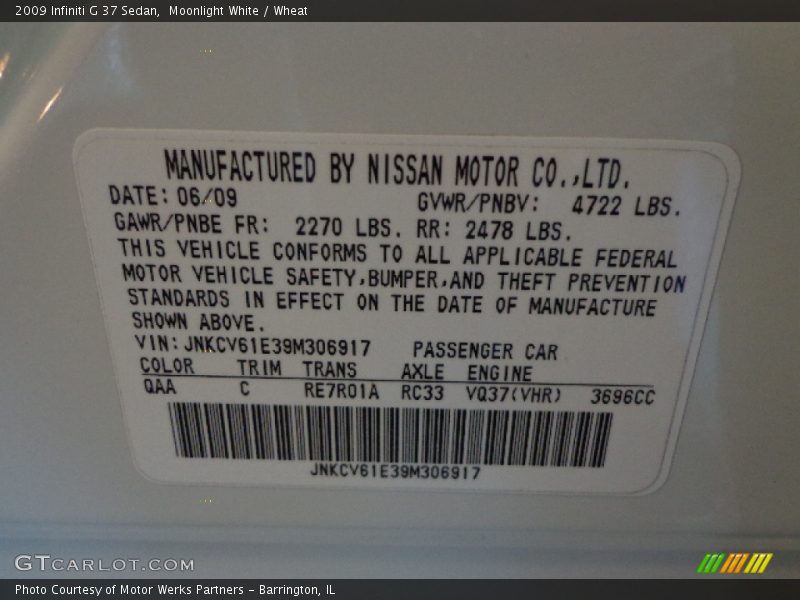 2009 Infiniti G 37 Sedan,  Moonlight White / Wheat
MANUFACTURED BY NISSAN MOTOR CO.,LTD.
DATE: 06/09 GVWR/PNBV: 4722 LBS.
GAWR/PNBE FR: 2270 LBS. RR: 2478 LBS.
THIS VEHICLE CONFORMS TO ALL APPLICABLE FEDERAL
MOTOR VEHICLE SAFETY,BUMPER,AND THEFT PREVENTION
STANDARDS IN EFFECT ON THE DATE OF MANUFACTURE
SHOWN ABOVE.
VIN: JNKCV61E39M306917 PASSENGER CAR
COLOR TRIM TRANS AXLE ENGINE
QAA C RE7R01A RC33 VQ37(VHR) 3696CC
JNKCV61E39M306917
GTCARLOT.COM
Photo Courtesy of Motor Werks Partners - Barrington, IL